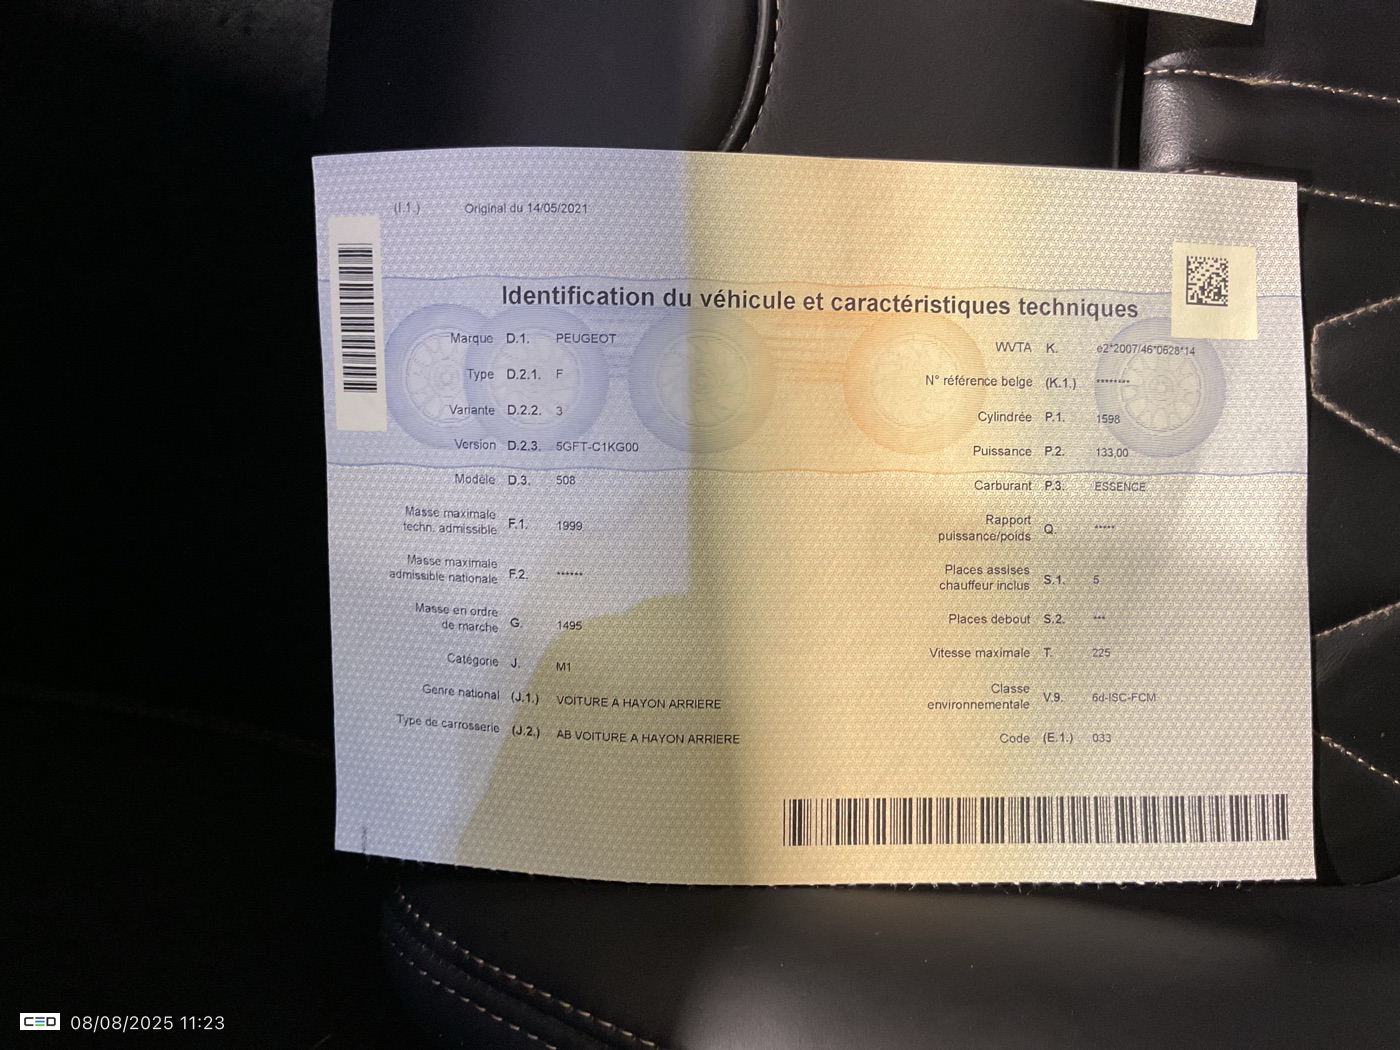 (I.1.) Original du 14/05/2021
Identification du véhicule et caractéristiques techniques
Marque D.1. PEUGEOT
Type D.2.1. F
Variante D.2.2. 3
Version D.2.3. 5GFT-C1KG00
Modèle D.3. 508
Masse maximale
techn. admissible F.1. 1999
Masse maximale
admissible nationale F.2. ******
Masse en ordre
de marche G. 1495
Catégorie J. M1
Genre national (J.1.) VOITURE A HAYON ARRIERE
Type de carrosserie (J.2.) AB VOITURE A HAYON ARRIERE
WVTA K. e2*2007/46*0628*14
N° référence belge (K.1.) ********
Cylindrée P.1. 1598
Puissance P.2. 133,00
Carburant P.3. ESSENCE
Rapport
puissance/poids Q. *****
Places assises
chauffeur inclus S.1. 5
Places debout S.2. ***
Vitesse maximale T. 225
Classe
environnementale V.9. 6d-ISC-FCM
Code (E.1.) 033
CED 08/08/2025 11:23